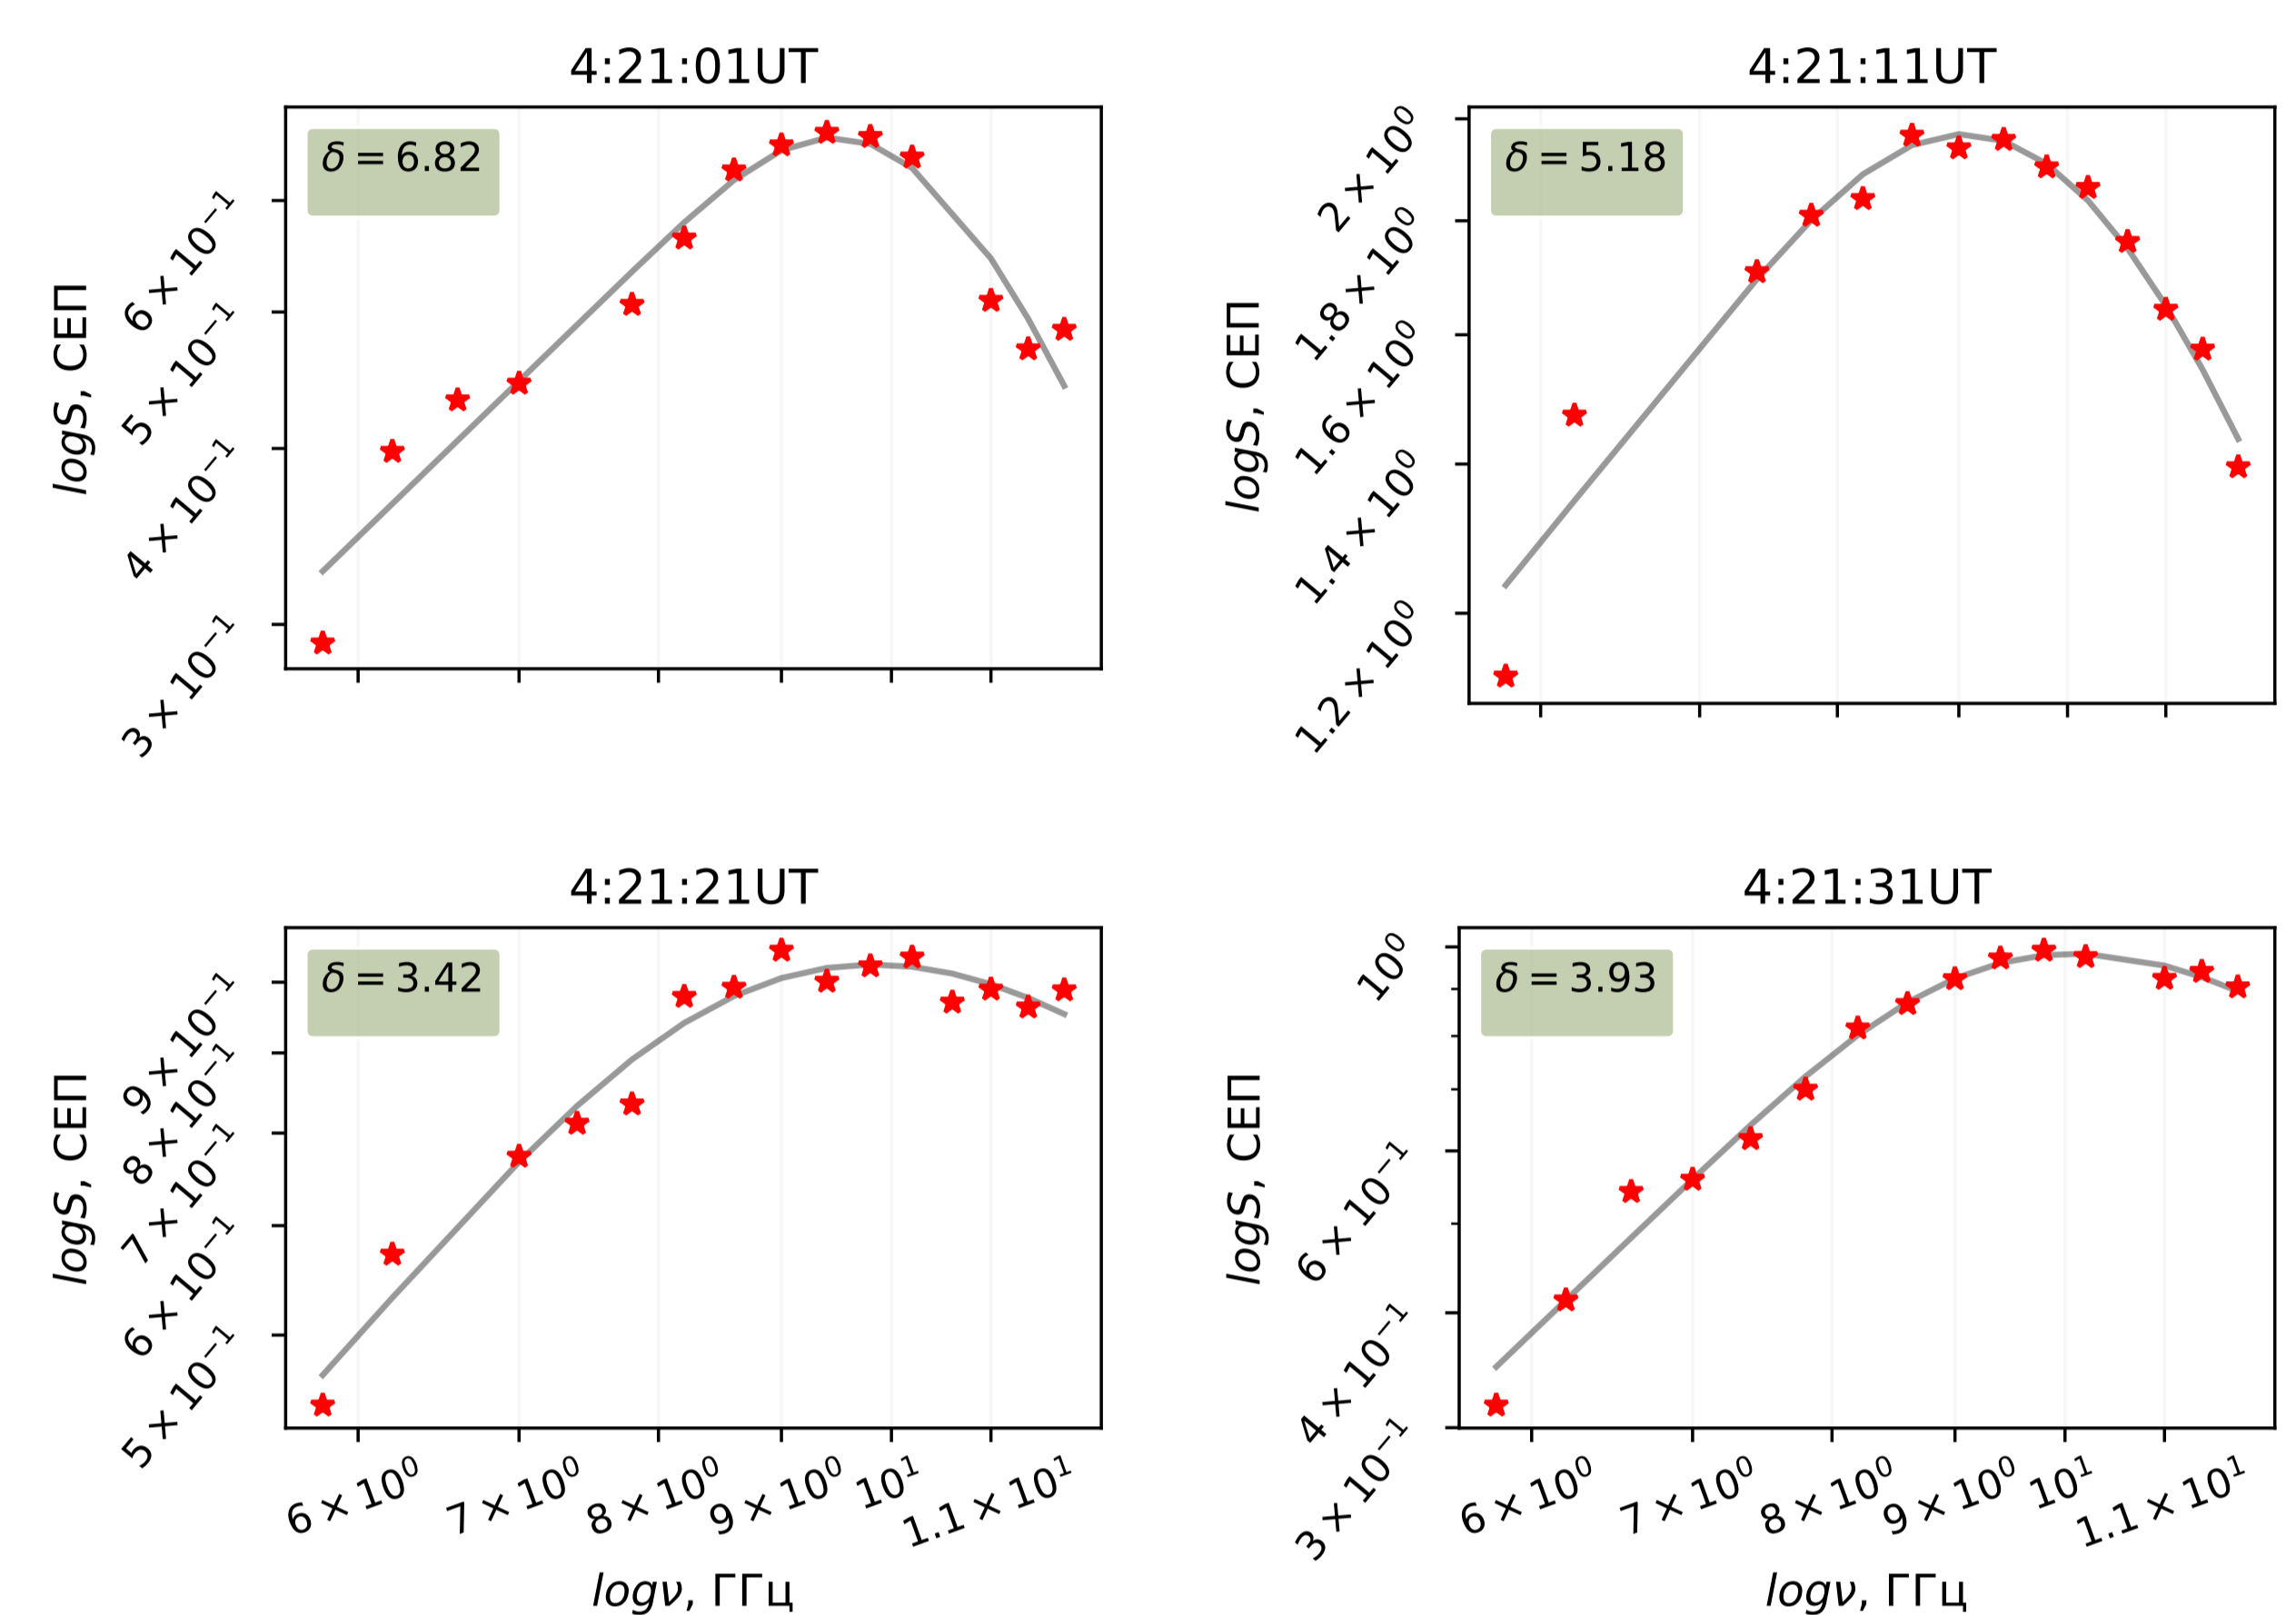 4:21:01UT
δ = 6.82
6 × 10⁻¹
5 × 10⁻¹
4 × 10⁻¹
3 × 10⁻¹
logS, СЕП
4:21:11UT
δ = 5.18
2 × 10⁰
1.8 × 10⁰
1.6 × 10⁰
1.4 × 10⁰
1.2 × 10⁰
logS, СЕП
4:21:21UT
δ = 3.42
9 × 10⁻¹
8 × 10⁻¹
7 × 10⁻¹
6 × 10⁻¹
5 × 10⁻¹
logS, СЕП
6 × 10⁰ 7 × 10⁰ 8 × 10⁰ 9 × 10⁰ 10¹ 1.1 × 10¹
logν, ГГц
4:21:31UT
δ = 3.93
10⁰
6 × 10⁻¹
4 × 10⁻¹
3 × 10⁻¹
logS, СЕП
6 × 10⁰ 7 × 10⁰ 8 × 10⁰ 9 × 10⁰ 10¹ 1.1 × 10¹
logν, ГГц